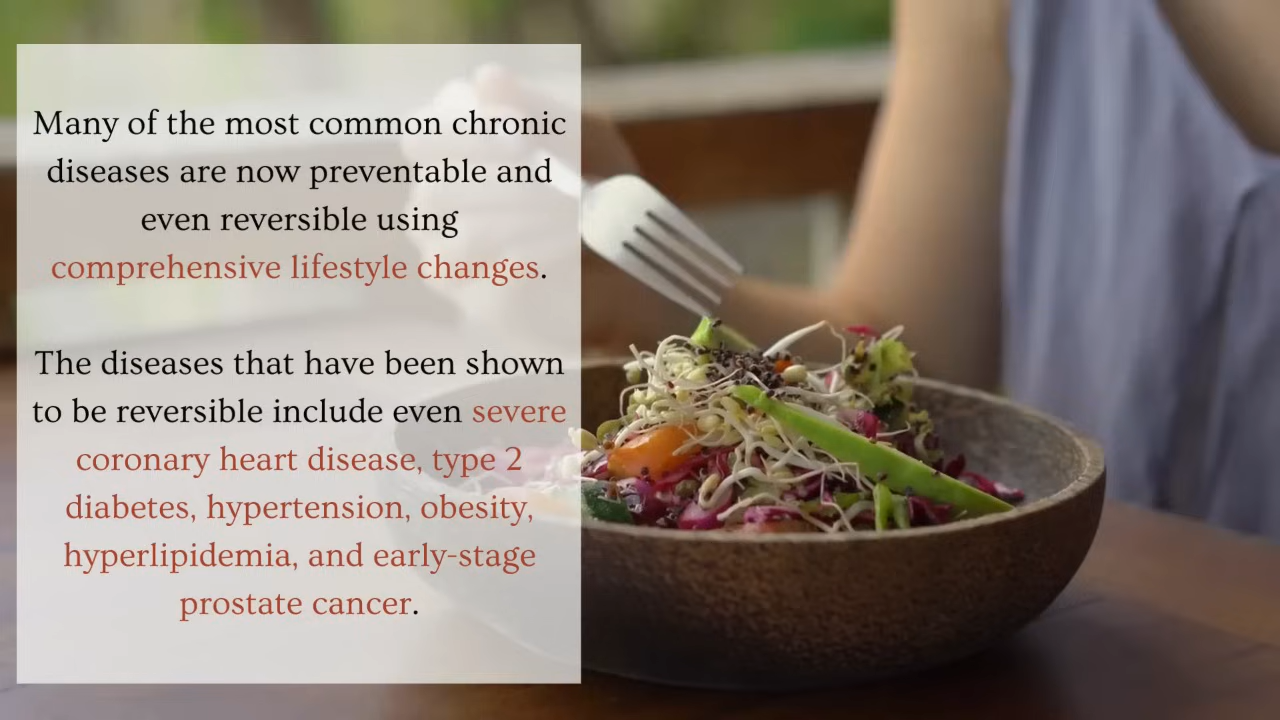 Many of the most common chronic
diseases are now preventable and
even reversible using
comprehensive lifestyle changes.
The diseases that have been shown
to be reversible include even severe
coronary heart disease, type 2
diabetes, hypertension, obesity,
hyperlipidemia, and early-stage
prostate cancer.